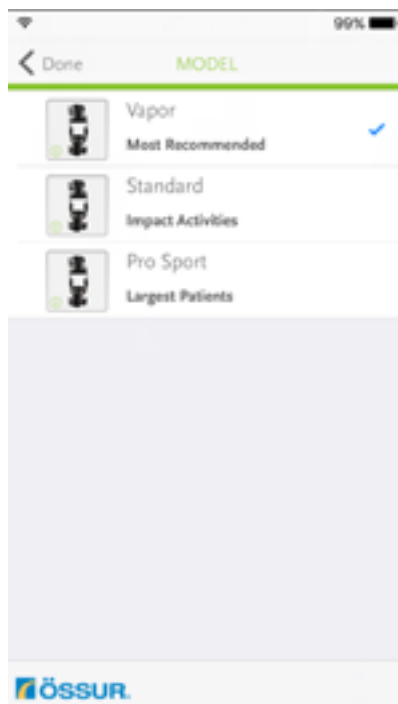 99%
Done MODEL
Vapor
Most Recommended
Standard
Impact Activities
Pro Sport
Largest Patients
ÖSSUR.